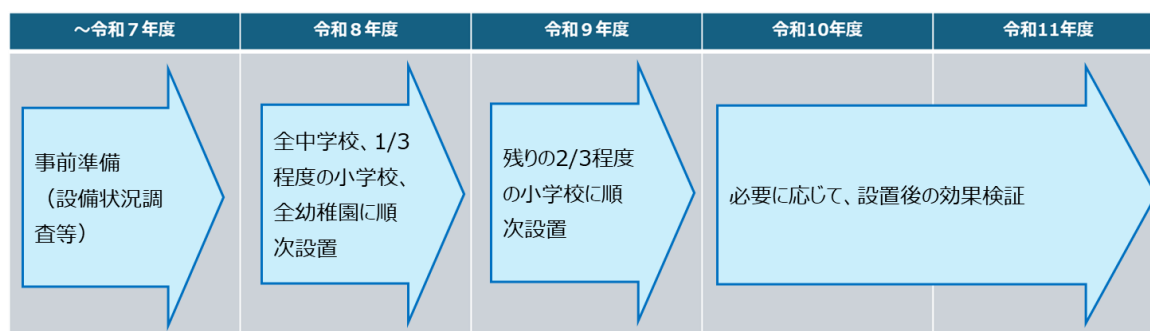 ～令和７年度
令和８年度
令和９年度
令和10年度
令和11年度
事前準備
（設備状況調
査等）
全中学校、1/3
程度の小学校、
全幼稚園に順
次設置
残りの2/3程度
の小学校に順
次設置
必要に応じて、設置後の効果検証